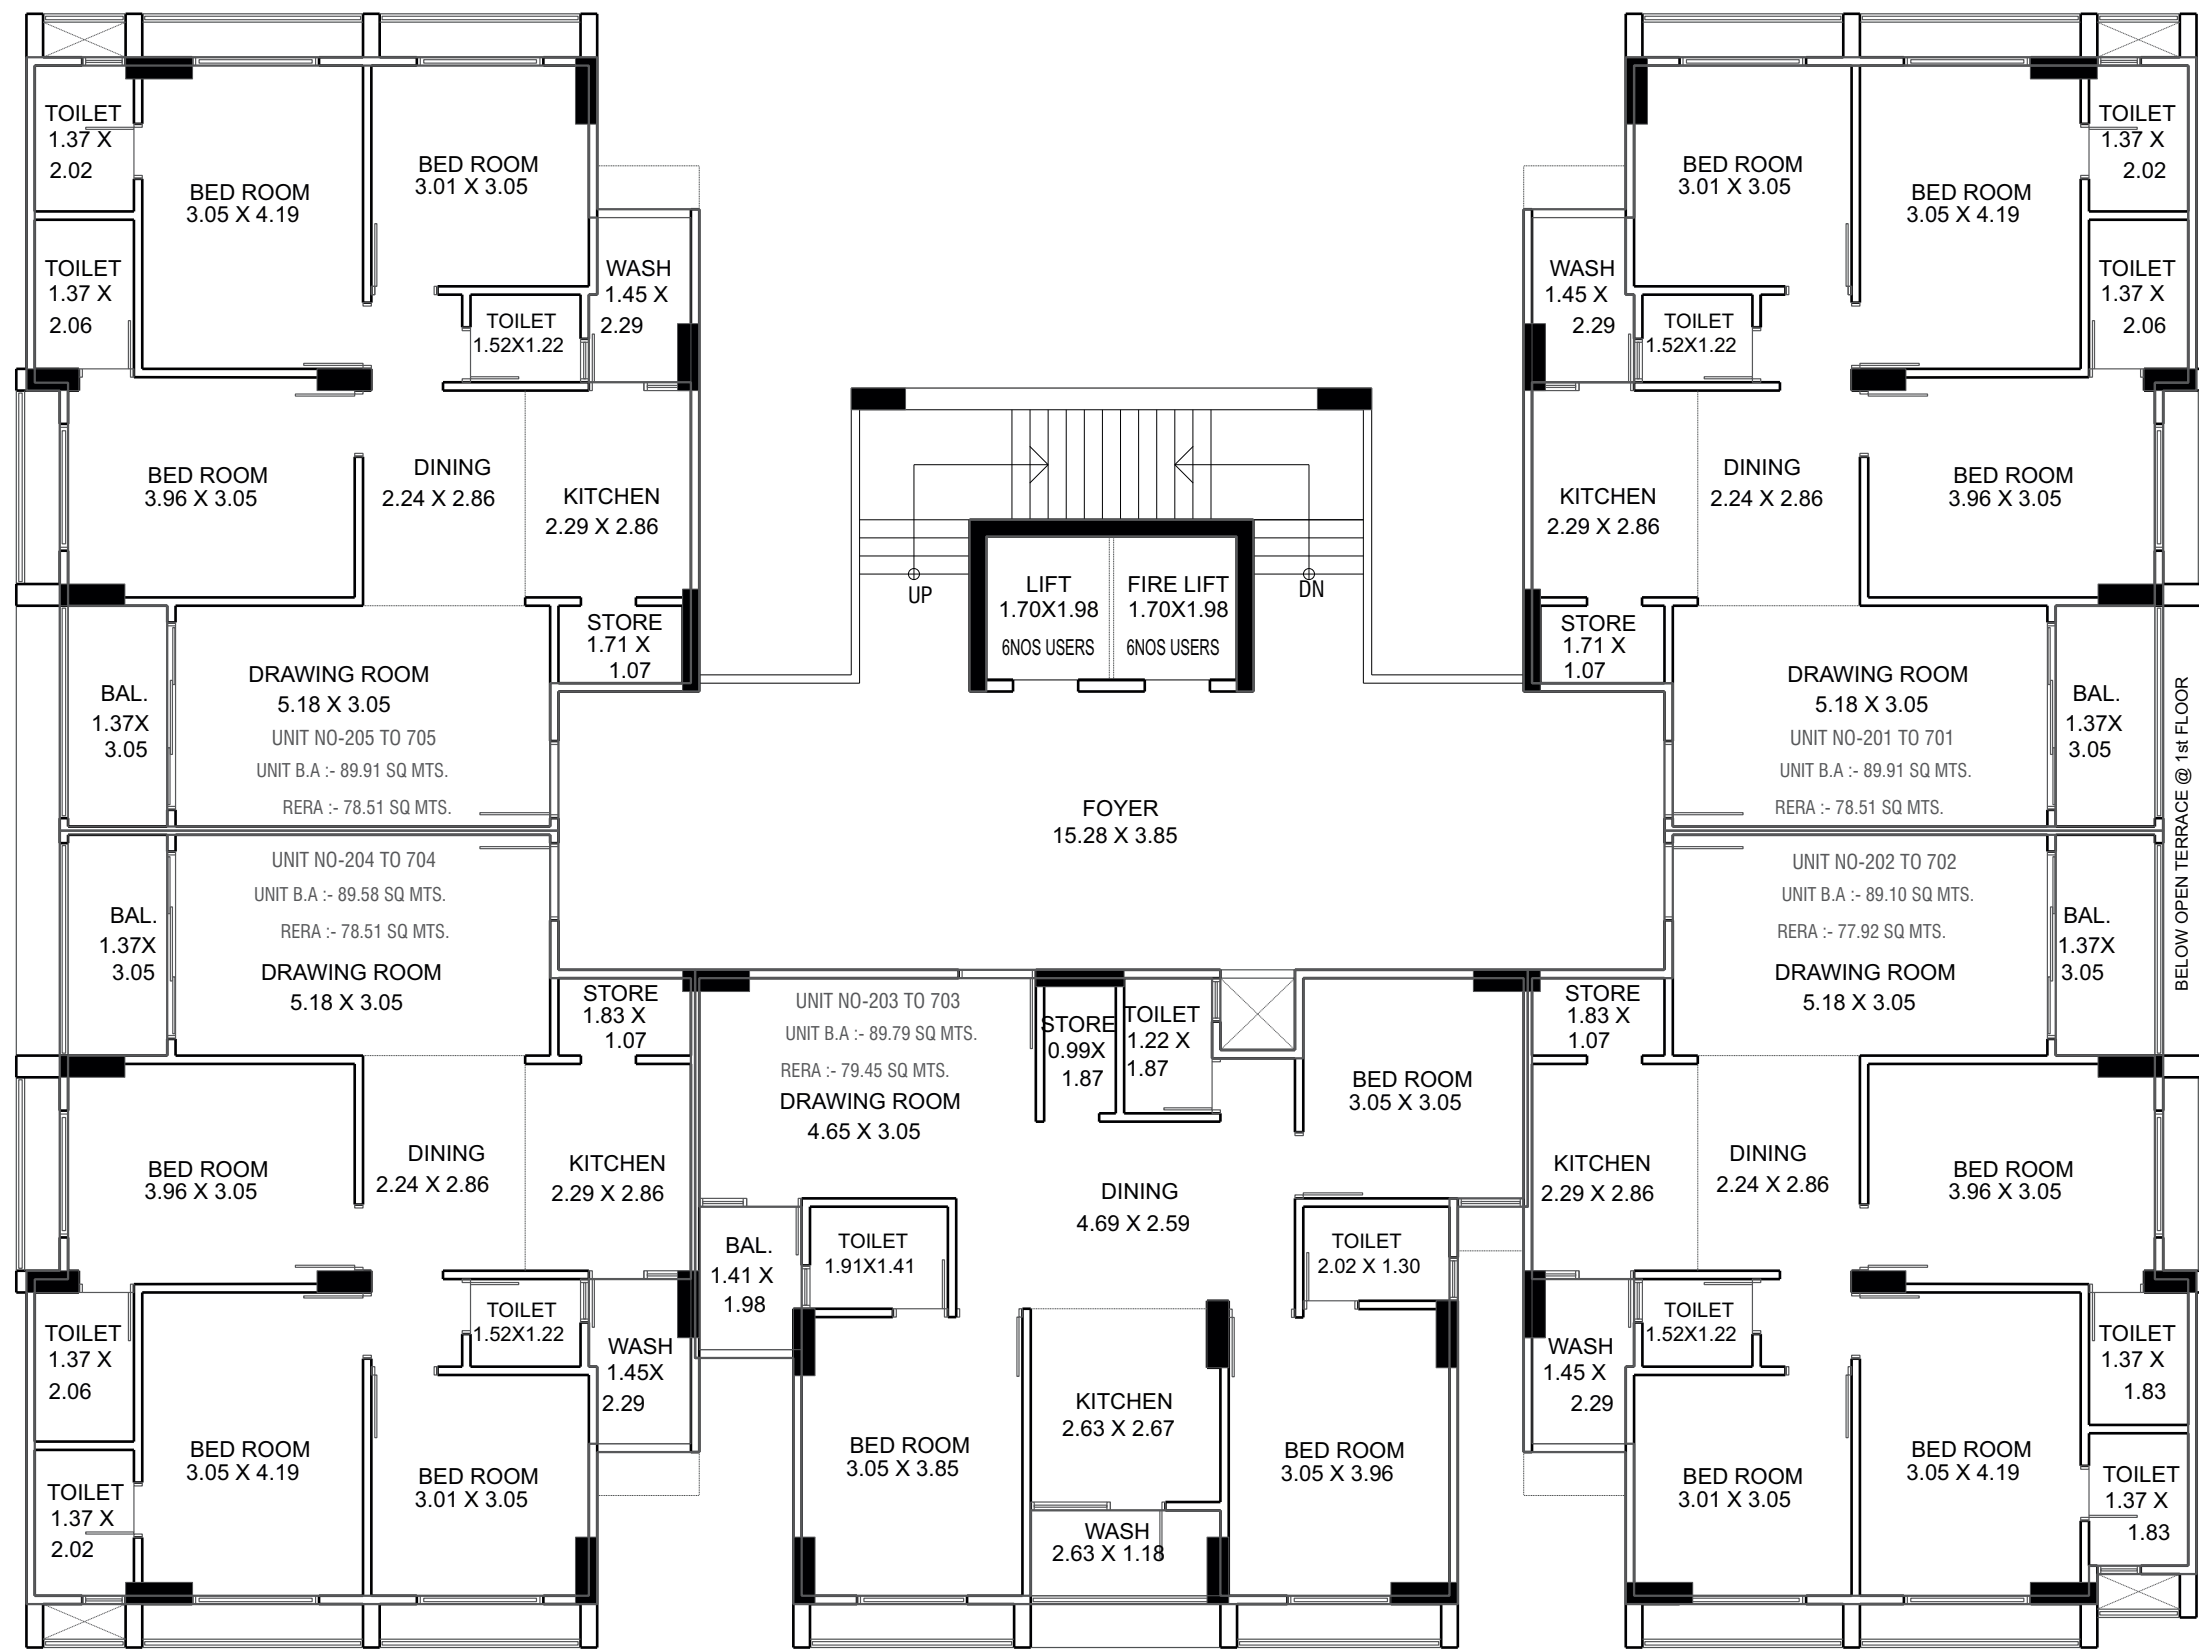 TOILET
1.37 X
2.02
BED ROOM
3.05 X 4.19
BED ROOM
3.01 X 3.05
TOILET
1.37 X
2.06
WASH
1.45 X
2.29
TOILET
1.52X1.22
BED ROOM
3.96 X 3.05
DINING
2.24 X 2.86
KITCHEN
2.29 X 2.86
STORE
1.71 X
1.07
BAL.
1.37X
3.05
DRAWING ROOM
5.18 X 3.05
UNIT NO-205 TO 705
UNIT B.A :- 89.91 SQ MTS.
RERA :- 78.51 SQ MTS.
UP
LIFT
1.70X1.98
6NOS USERS
FIRE LIFT
1.70X1.98
6NOS USERS
DN
FOYER
15.28 X 3.85
BED ROOM
3.01 X 3.05
BED ROOM
3.05 X 4.19
TOILET
1.37 X
2.02
WASH
1.45 X
2.29
TOILET
1.52X1.22
TOILET
1.37 X
2.06
KITCHEN
2.29 X 2.86
DINING
2.24 X 2.86
BED ROOM
3.96 X 3.05
STORE
1.71 X
1.07
DRAWING ROOM
5.18 X 3.05
UNIT NO-201 TO 701
UNIT B.A :- 89.91 SQ MTS.
RERA :- 78.51 SQ MTS.
BAL.
1.37X
3.05
BELOW OPEN TERRACE @ 1st FLOOR
UNIT NO-204 TO 704
UNIT B.A :- 89.58 SQ MTS.
RERA :- 78.51 SQ MTS.
DRAWING ROOM
5.18 X 3.05
BAL.
1.37X
3.05
STORE
1.83 X
1.07
BED ROOM
3.96 X 3.05
DINING
2.24 X 2.86
KITCHEN
2.29 X 2.86
TOILET
1.37 X
2.06
TOILET
1.52X1.22
WASH
1.45X
2.29
BED ROOM
3.05 X 4.19
BED ROOM
3.01 X 3.05
TOILET
1.37 X
2.02
UNIT NO-203 TO 703
UNIT B.A :- 89.79 SQ MTS.
RERA :- 79.45 SQ MTS.
DRAWING ROOM
4.65 X 3.05
STORE
0.99X
1.87
TOILET
1.22 X
1.87
BED ROOM
3.05 X 3.05
DINING
4.69 X 2.59
BAL.
1.41 X
1.98
TOILET
1.91X1.41
TOILET
2.02 X 1.30
BED ROOM
3.05 X 3.85
KITCHEN
2.63 X 2.67
BED ROOM
3.05 X 3.96
WASH
2.63 X 1.18
UNIT NO-202 TO 702
UNIT B.A :- 89.10 SQ MTS.
RERA :- 77.92 SQ MTS.
DRAWING ROOM
5.18 X 3.05
BAL.
1.37X
3.05
STORE
1.83 X
1.07
KITCHEN
2.29 X 2.86
DINING
2.24 X 2.86
BED ROOM
3.96 X 3.05
TOILET
1.52X1.22
WASH
1.45 X
2.29
TOILET
1.37 X
1.83
BED ROOM
3.01 X 3.05
BED ROOM
3.05 X 4.19
TOILET
1.37 X
1.83